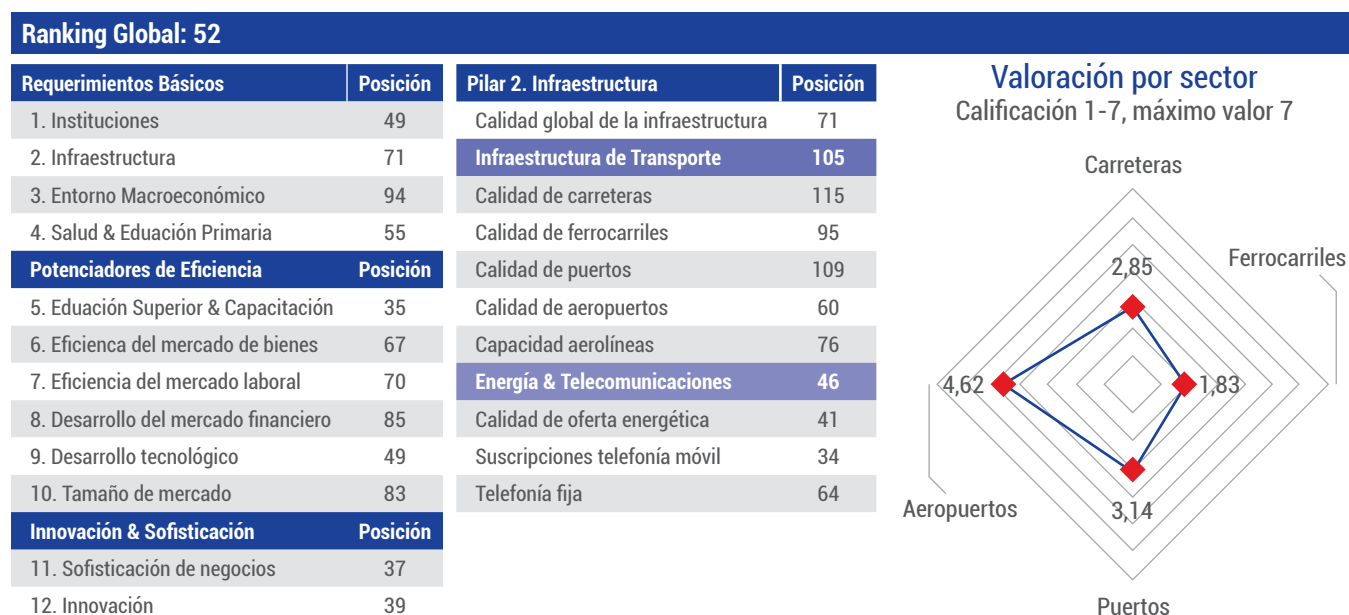 Ranking Global: 52
Requerimientos Básicos Posición
1. Instituciones 49
2. Infraestructura 71
3. Entorno Macroeconómico 94
4. Salud & Eduación Primaria 55
Potenciadores de Eficiencia Posición
5. Eduación Superior & Capacitación 35
6. Eficienca del mercado de bienes 67
7. Eficiencia del mercado laboral 70
8. Desarrollo del mercado financiero 85
9. Desarrollo tecnológico 49
10. Tamaño de mercado 83
Innovación & Sofisticación Posición
11. Sofisticación de negocios 37
12. Innovación 39
Pilar 2. Infraestructura Posición
Calidad global de la infraestructura 71
Infraestructura de Transporte 105
Calidad de carreteras 115
Calidad de ferrocarriles 95
Calidad de puertos 109
Calidad de aeropuertos 60
Capacidad aerolíneas 76
Energía & Telecomunicaciones 46
Calidad de oferta energética 41
Suscripciones telefonía móvil 34
Telefonía fija 64
Valoración por sector
Calificación 1-7, máximo valor 7
Carreteras
2,85
Ferrocarriles
4,62
1,83
Aeropuertos
3,14
Puertos